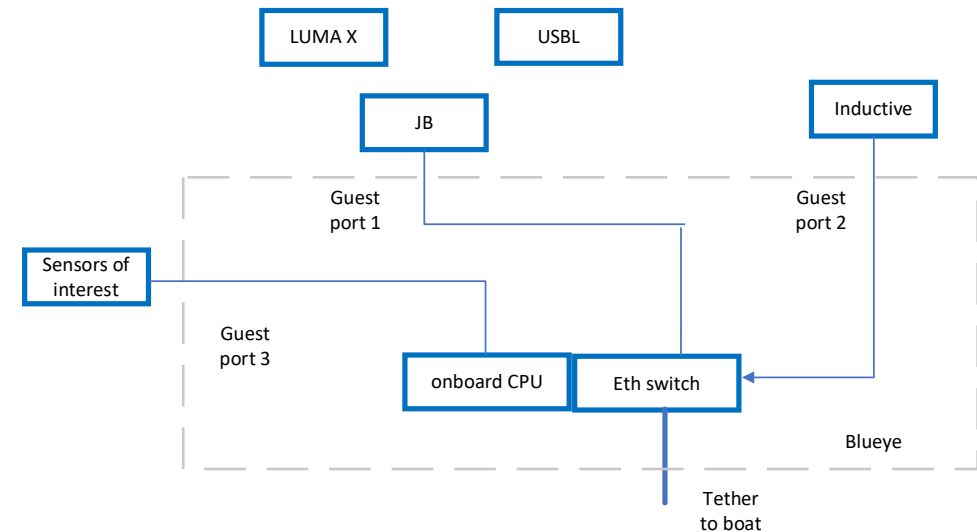 LUMA X
USBL
JB
Inductive
Guest
port 1
Guest
port 2
Sensors of
interest
Guest
port 3
onboard CPU
Eth switch
Blueye
Tether
to boat